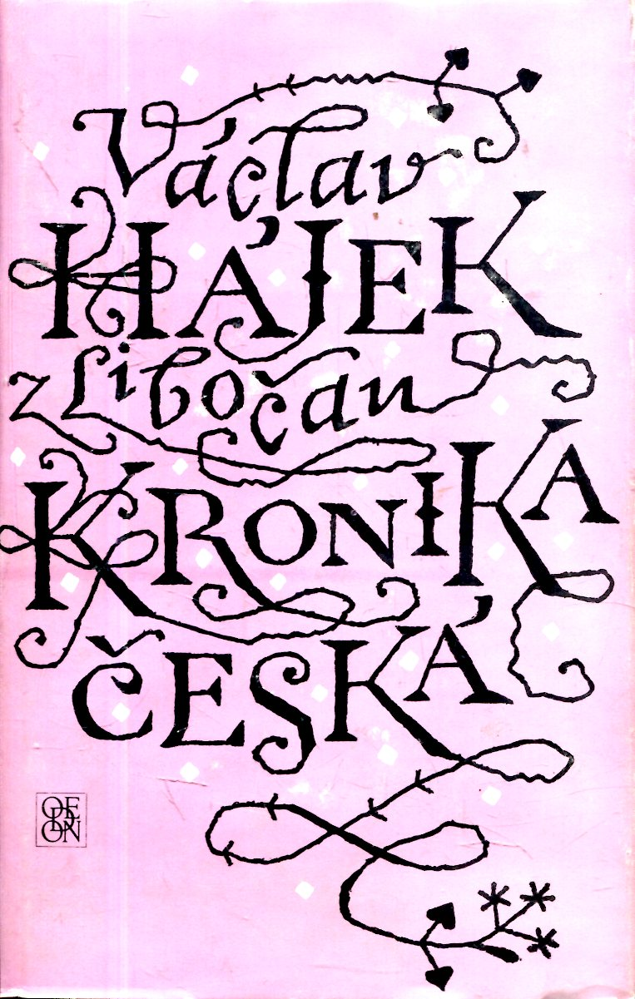 Václav
HÁJEK
z Libočan
KRONIKA
ČESKÁ
ODEON